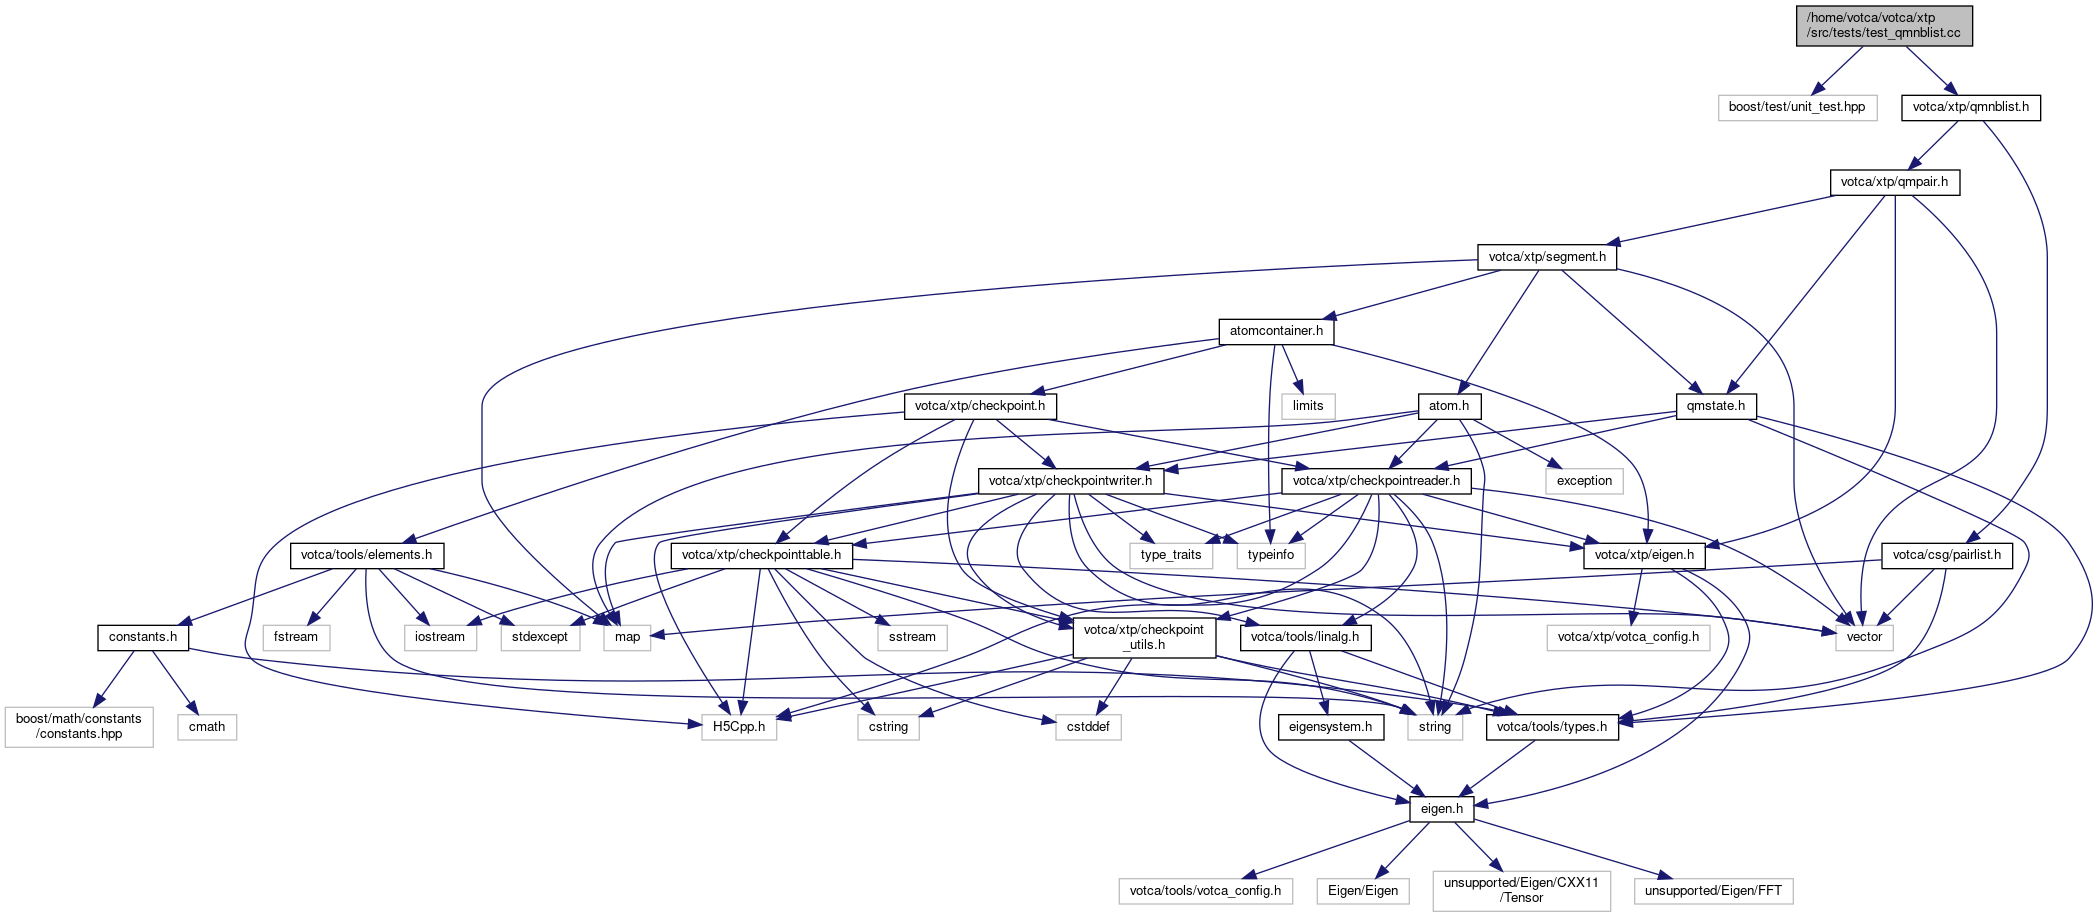 /home/votca/votca/xtp
/src/tests/test_qmnblist.cc
boost/test/unit_test.hpp
votca/xtp/qmnblist.h
votca/xtp/qmpair.h
votca/xtp/segment.h
atomcontainer.h
votca/xtp/checkpoint.h
limits
atom.h
qmstate.h
votca/xtp/checkpointwriter.h
votca/xtp/checkpointreader.h
exception
votca/tools/elements.h
votca/xtp/checkpointtable.h
type_traits
typeinfo
votca/xtp/eigen.h
votca/csg/pairlist.h
constants.h
fstream
iostream
stdexcept
map
sstream
votca/xtp/checkpoint
_utils.h
votca/tools/linalg.h
votca/xtp/votca_config.h
vector
boost/math/constants
/constants.hpp
cmath
H5Cpp.h
cstring
cstddef
eigensystem.h
string
votca/tools/types.h
eigen.h
votca/tools/votca_config.h
Eigen/Eigen
unsupported/Eigen/CXX11
/Tensor
unsupported/Eigen/FFT